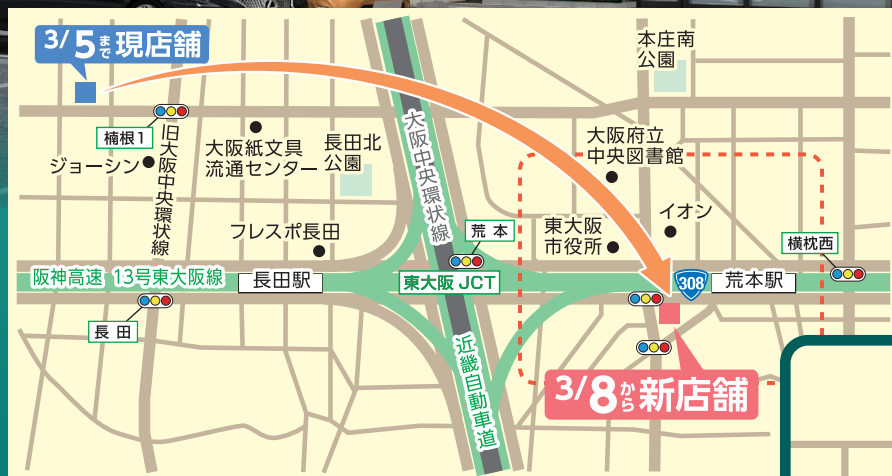 3/5まで現店舗
本庄南
公園
楠根1
旧大阪中央環状線
ジョーシン
大阪紙文具
流通センター
長田北
公園
大阪中央環状線
大阪府立
中央図書館
フレスポ長田
荒本
東大阪
市役所
イオン
横枕西
阪神高速 13号東大阪線
長田駅
東大阪JCT
308
荒本駅
長田
近畿自動車道
3/8から新店舗